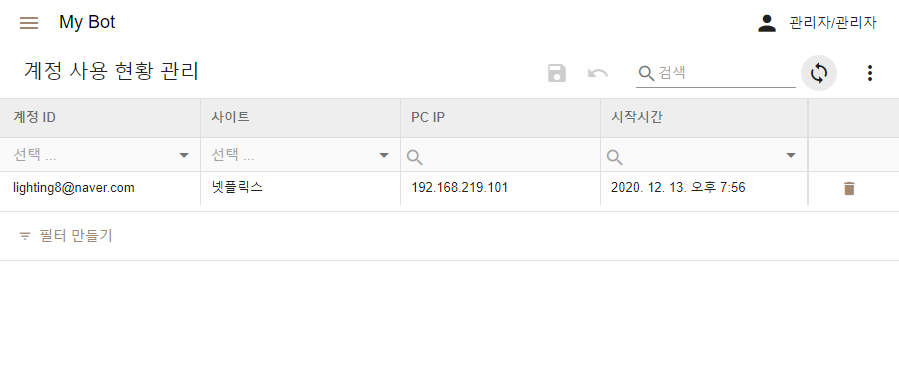 My Bot
관리자/관리자
계정 사용 현황 관리
검색
계정 ID 사이트 PC IP 시작시간
선택 ... 선택 ...
lighting8@naver.com 넷플릭스 192.168.219.101 2020. 12. 13. 오후 7:56
필터 만들기